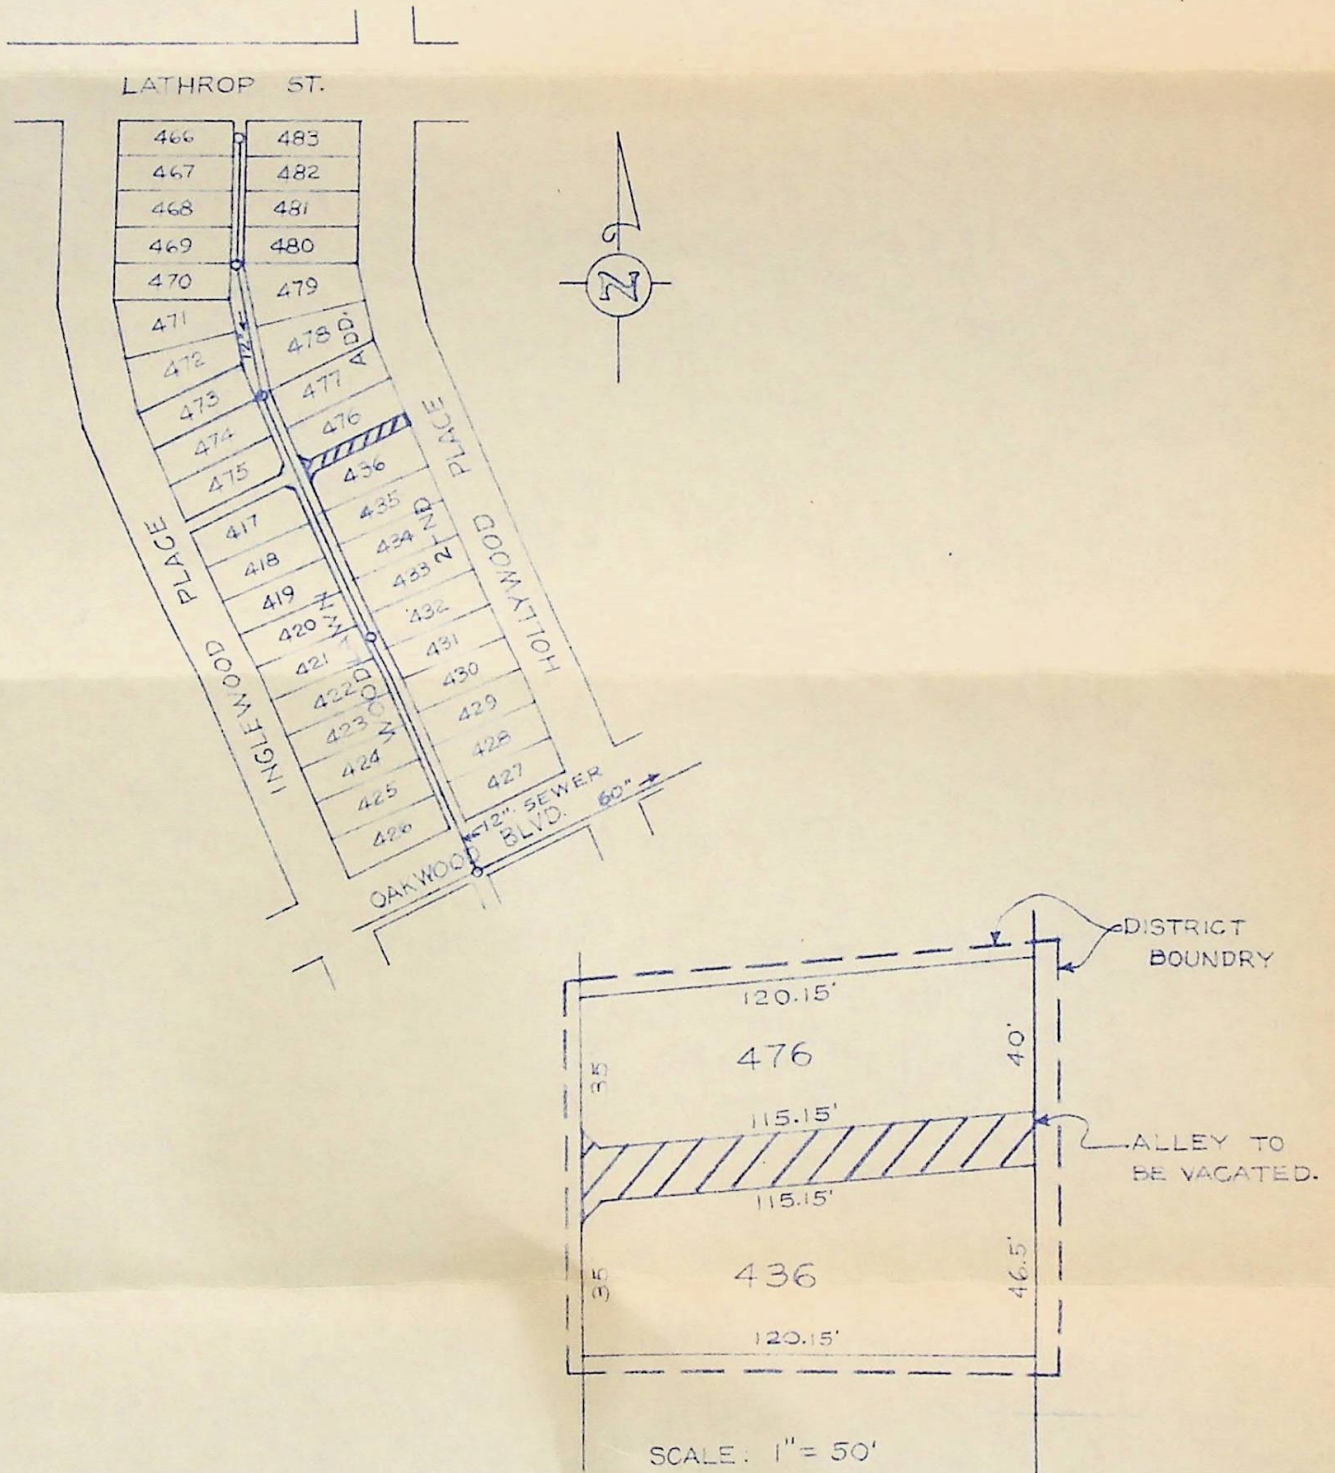 LATHROP ST.
466 483
467 482
468 481
469 480
470 479
471 478
472 477
473 476
474 436
475 435
417 434
418 433
419 432
420 431
421 430
422 429
423 428
424 427
425
426
12"
WOODLAWN 2-ND ADD.
INGLEWOOD PLACE
HOLLYWOOD PLACE
12" SEWER
60"
OAKWOOD BLVD.
N
DISTRICT
BOUNDRY
120.15'
476
35
40'
115.15'
ALLEY TO
BE VACATED.
115.15'
436
35
46.5'
120.15'
SCALE: 1" = 50'